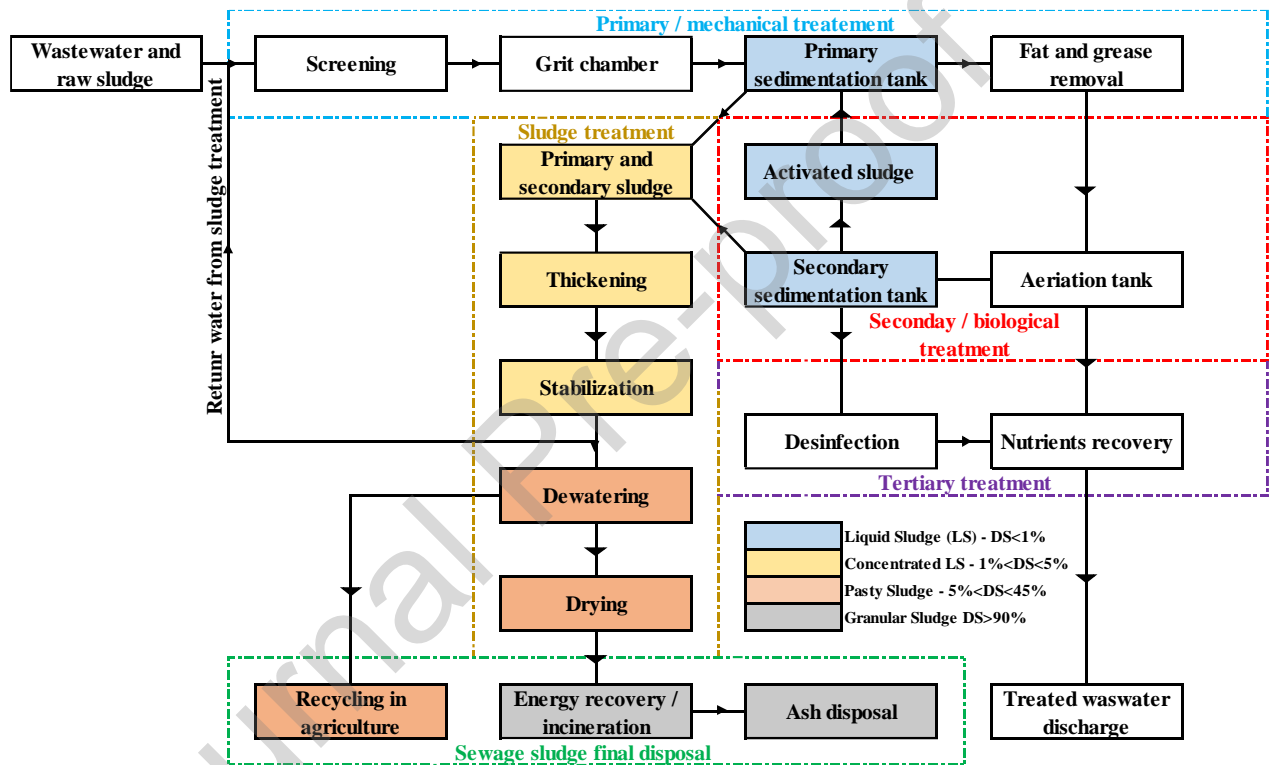 Primary / mechanical treatement
Wastewater and
raw sludge
Screening
Grit chamber
Primary
sedimentation tank
Fat and grease
removal
Retunr water from sludge treatment
Sludge treatment
Primary and
secondary sludge
Activated sludge
Thickening
Secondary
sedimentation tank
Aeriation tank
Seconday / biological
treatment
Stabilization
Desinfection
Nutrients recovery
Tertiary treatment
Dewatering
Liquid Sludge (LS) - DS<1%
Concentrated LS - 1%<DS<5%
Pasty Sludge - 5%<DS<45%
Granular Sludge DS>90%
Drying
Recycling in
agriculture
Energy recovery /
incineration
Ash disposal
Treated waswater
discharge
Sewage sludge final disposal
urnal Pre-proof